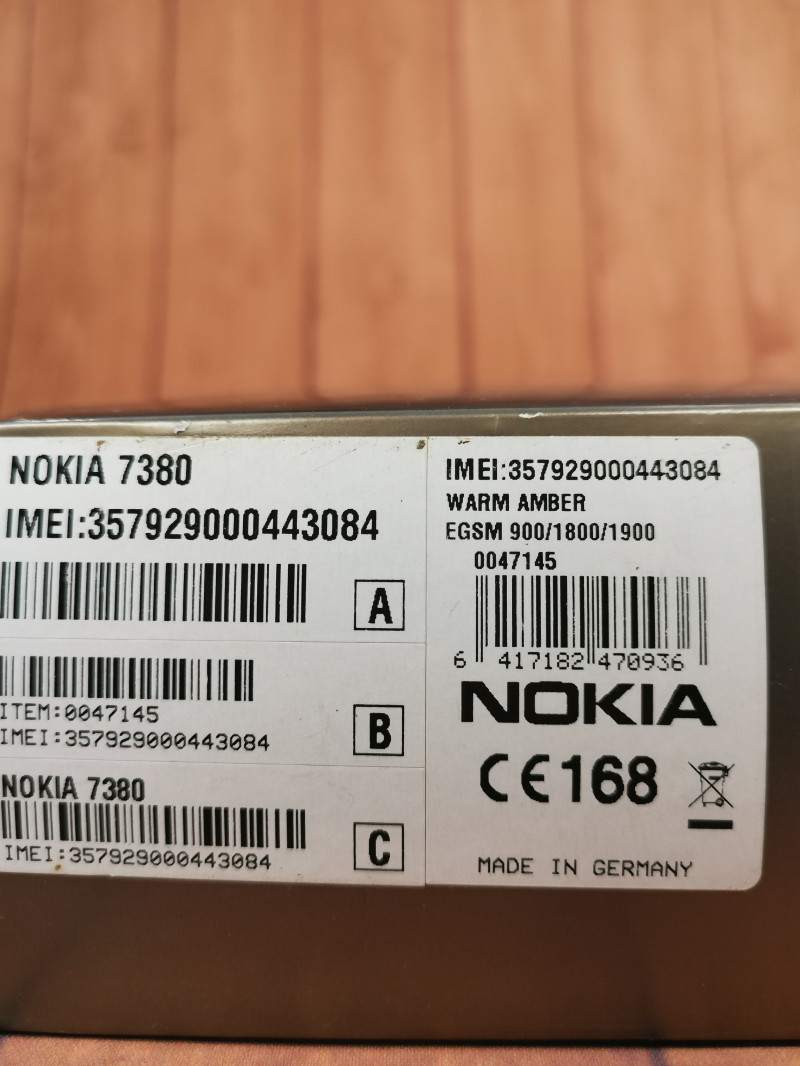 NOKIA 7380
IMEI:357929000443084
A
ITEM:0047145
IMEI:357929000443084
B
NOKIA 7380
IMEI:357929000443084
C
IMEI:357929000443084
WARM AMBER
EGSM 900/1800/1900
0047145
6 417182 470936
NOKIA
CE168
MADE IN GERMANY